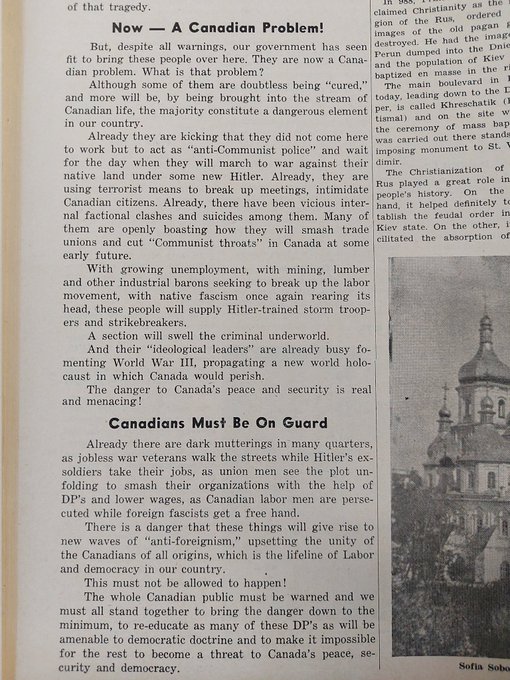 of that tragedy.
Now — A Canadian Problem!
But, despite all warnings, our government has seen
fit to bring these people over here. They are now a Cana-
dian problem. What is that problem?
Although some of them are doubtless being "cured,"
and more will be, by being brought into the stream of
Canadian life, the majority constitute a dangerous element
in our country.
Already they are kicking that they did not come here
to work but to act as "anti-Communist police" and wait
for the day when they will march to war against their
native land under some new Hitler. Already, they are
using terrorist means to break up meetings, intimidate
Canadian citizens. Already, there have been vicious inter-
nal factional clashes and suicides among them. Many of
them are openly boasting how they will smash trade
unions and cut "Communist throats" in Canada at some
early future.
With growing unemployment, with mining, lumber
and other industrial barons seeking to break up the labor
movement, with native fascism once again rearing its
head, these people will supply Hitler-trained storm troop-
ers and strikebreakers.
A section will swell the criminal underworld.
And their "ideological leaders" are already busy fo-
menting World War III, propagating a new world holo-
caust in which Canada would perish.
The danger to Canada's peace and security is real
and menacing!
Canadians Must Be On Guard
Already there are dark mutterings in many quarters,
as jobless war veterans walk the streets while Hitler's ex-
soldiers take their jobs, as union men see the plot un-
folding to smash their organizations with the help of
DP's and lower wages, as Canadian labor men are perse-
cuted while foreign fascists get a free hand.
There is a danger that these things will give rise to
new waves of "anti-foreignism," upsetting the unity of
the Canadians of all origins, which is the lifeline of Labor
and democracy in our country.
This must not be allowed to happen!
The whole Canadian public must be warned and we
must all stand together to bring the danger down to the
minimum, to re-educate as many of these DP's as will be
amenable to democratic doctrine and to make it impossible
for the rest to become a threat to Canada's peace, se-
curity and democracy.
In 988,
claimed Christianity as the
gion of the Rus, ordered
images of the old pagan
destroyed. He had the image
Perun dumped into the Dnie
and the population of Kiev
baptized en masse in the
The main boulevard in
today, leading down to the
per, is called Khreschatik
tismal) and on the site w
the ceremony of mass bap
was carried out there stands
imposing monument to St. V
dimir.
The Christianization of
Rus played a great role in
people's history. On the
hand, it helped definitely to
tablish the feudal order in
Kiev state. On the other, i
cilitated the absorption of
Sofia Sobo